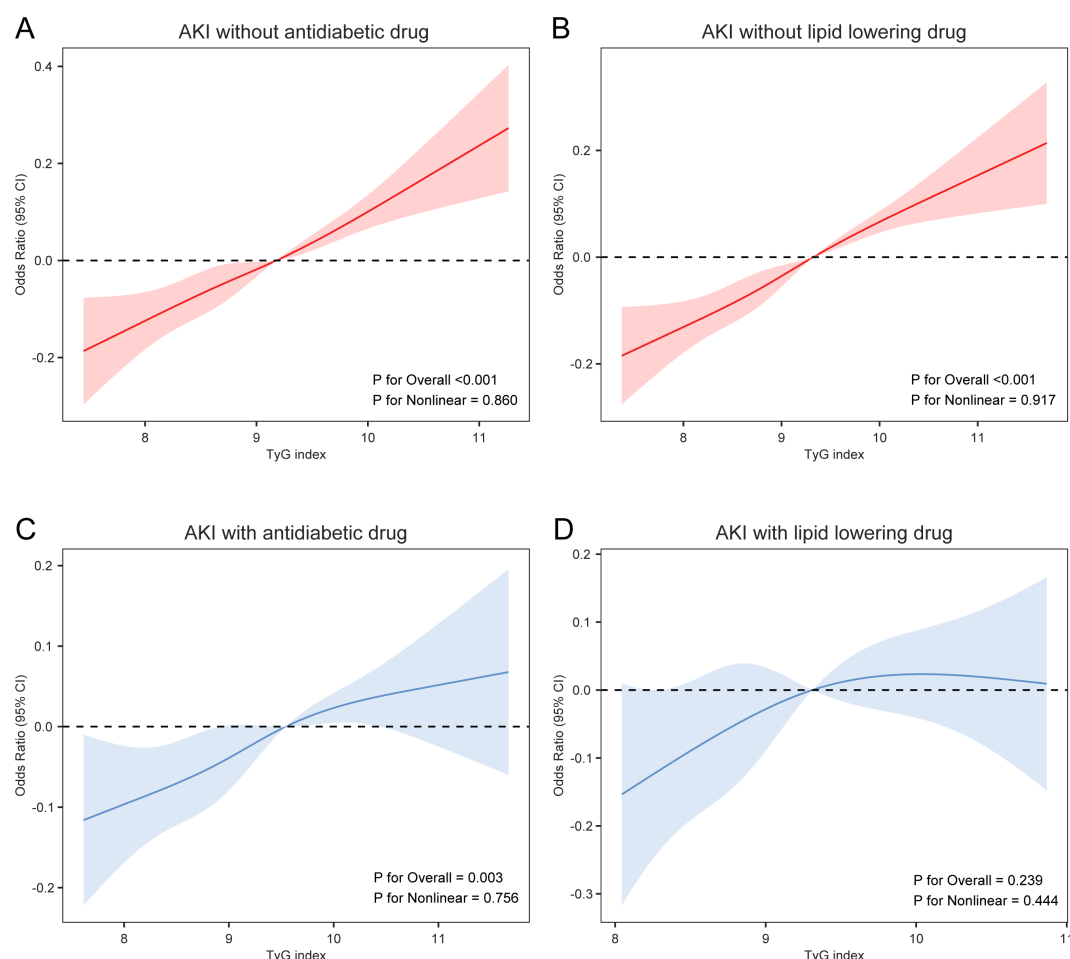 A
AKI without antidiabetic drug
Odds Ratio (95% CI)
0.4
0.2
0.0
-0.2
P for Overall <0.001
P for Nonlinear = 0.860
8 9 10 11
TyG index
B
AKI without lipid lowering drug
Odds Ratio (95% CI)
0.2
0.0
-0.2
P for Overall <0.001
P for Nonlinear = 0.917
8 9 10 11
TyG index
C
AKI with antidiabetic drug
Odds Ratio (95% CI)
0.2
0.1
0.0
-0.1
-0.2
P for Overall = 0.003
P for Nonlinear = 0.756
8 9 10 11
TyG index
D
AKI with lipid lowering drug
Odds Ratio (95% CI)
0.2
0.1
0.0
-0.1
-0.2
-0.3
P for Overall = 0.239
P for Nonlinear = 0.444
8 9 10 11
TyG index